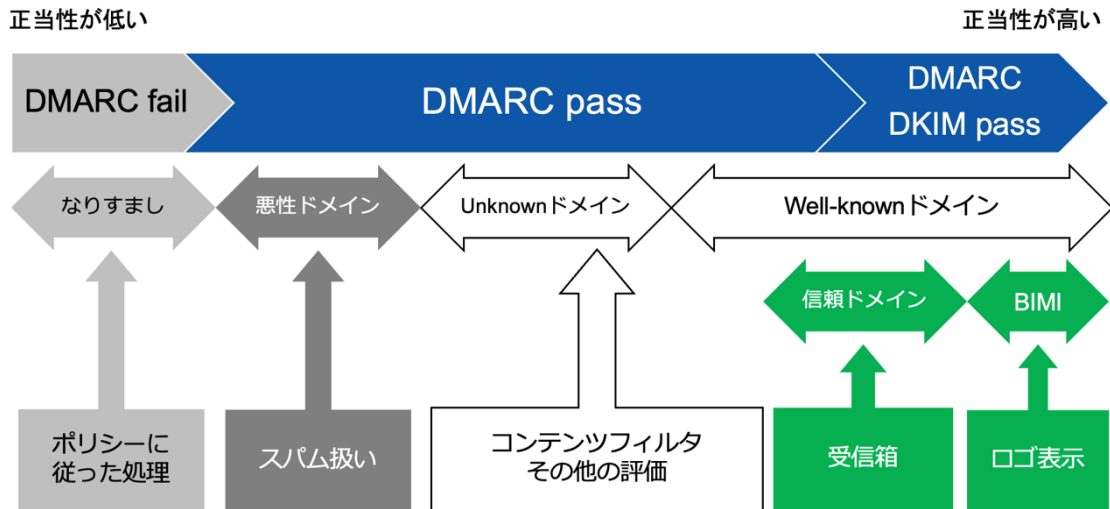 正当性が低い
正当性が高い
DMARC fail
DMARC pass
DMARC
DKIM pass
なりすまし
悪性ドメイン
Unknownドメイン
Well-knownドメイン
信頼ドメイン
BIMI
ポリシーに
従った処理
スパム扱い
コンテンツフィルタ
その他の評価
受信箱
ロゴ表示